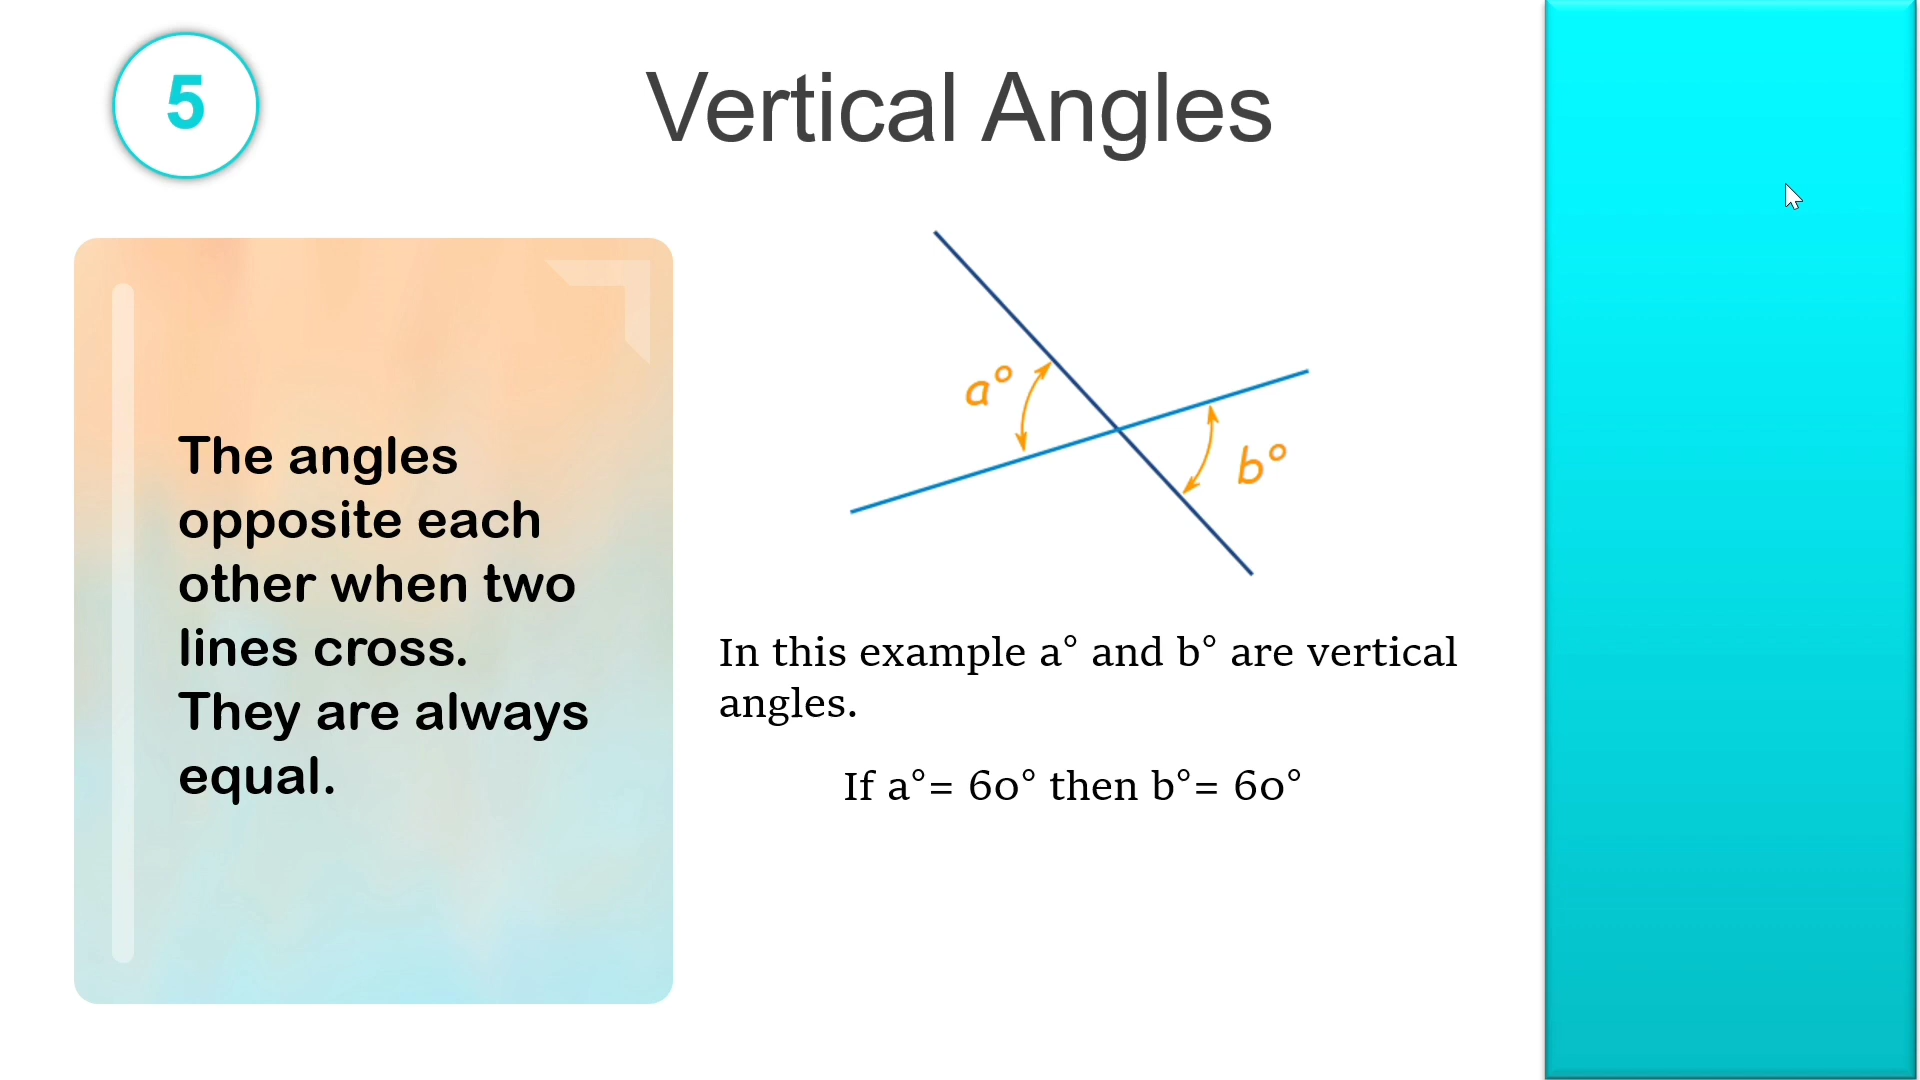 5
Vertical Angles
The angles
opposite each
other when two
lines cross.
They are always
equal.
a°
b°
In this example a° and b° are vertical
angles.
If a°= 60° then b°= 60°